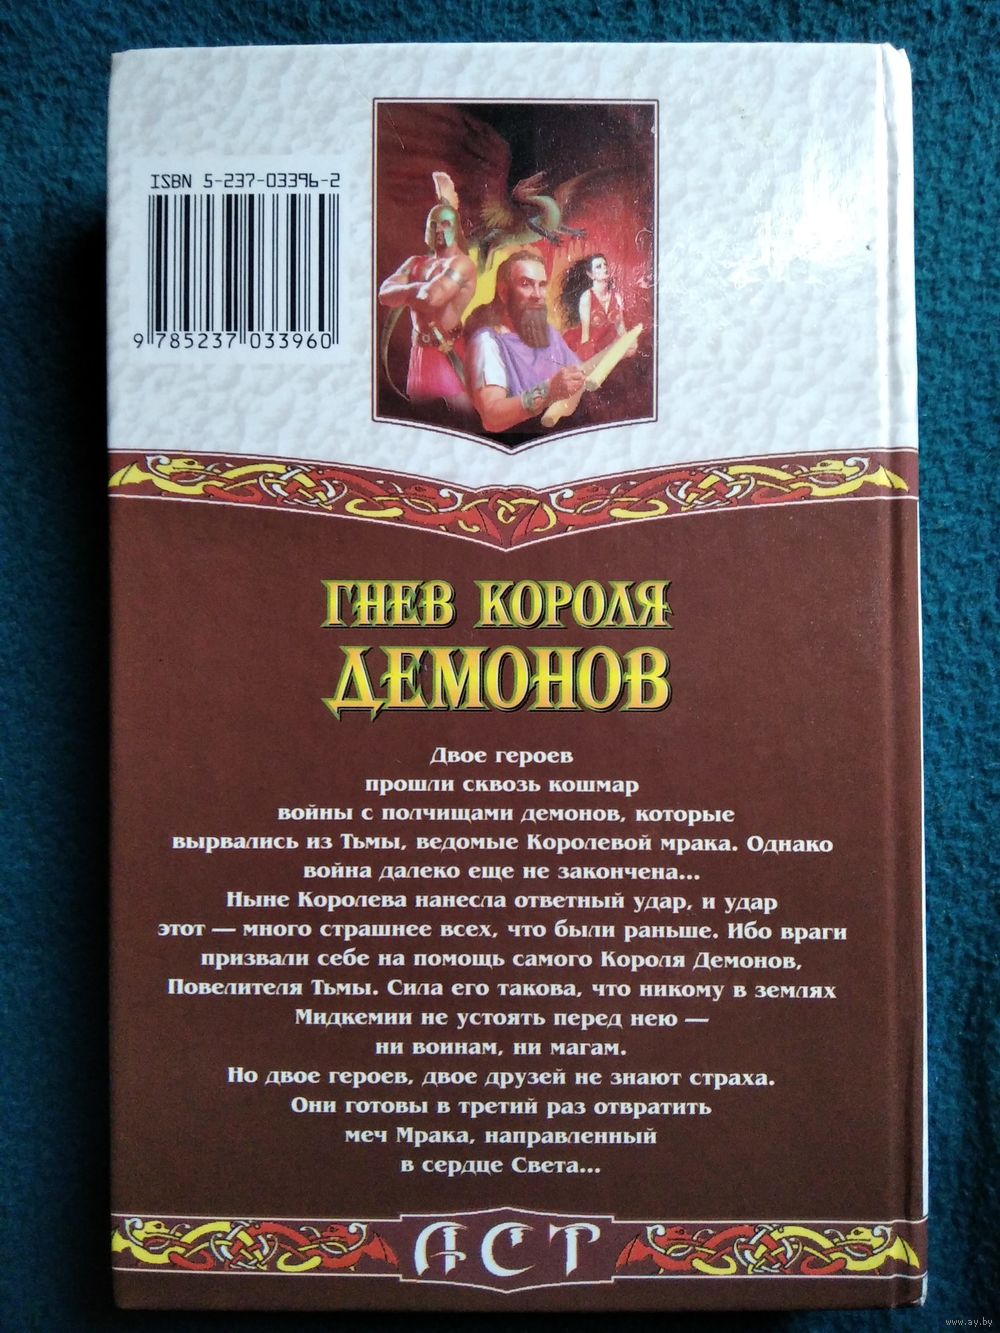 ISBN 5-237-03396-2
9 785237 033960
ГНЕВ КОРОЛЯ
ДЕМОНОВ
Двое героев
прошли сквозь кошмар
войны с полчищами демонов, которые
вырвались из Тьмы, ведомые Королевой мрака. Однако
война далеко еще не закончена...
Ныне Королева нанесла ответный удар, и удар
этот — много страшнее всех, что были раньше. Ибо враги
призвали себе на помощь самого Короля Демонов,
Повелителя Тьмы. Сила его такова, что никому в землях
Мидкемии не устоять перед нею —
ни воинам, ни магам.
Но двое героев, двое друзей не знают страха.
Они готовы в третий раз отвратить
меч Мрака, направленный
в сердце Света...
АСТ
www.ay.by